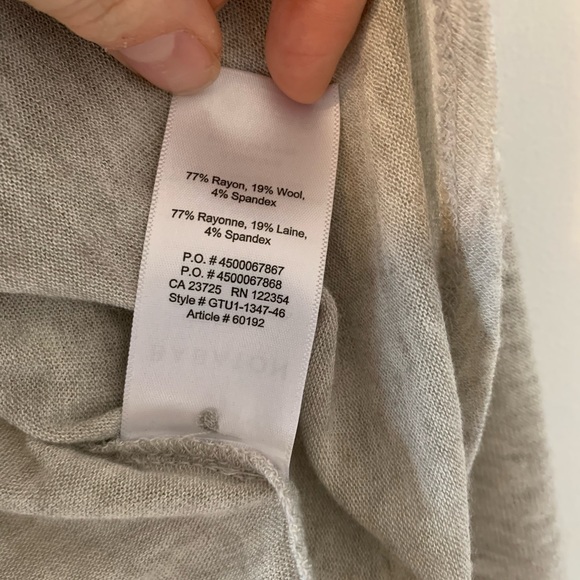 77% Rayon, 19% Wool,
4% Spandex
77% Rayonne, 19% Laine,
4% Spandex
P.O. # 4500067867
P.O. # 4500067868
CA 23725 RN 122354
Style # GTU1-1347-46
Article # 60192
BABATON